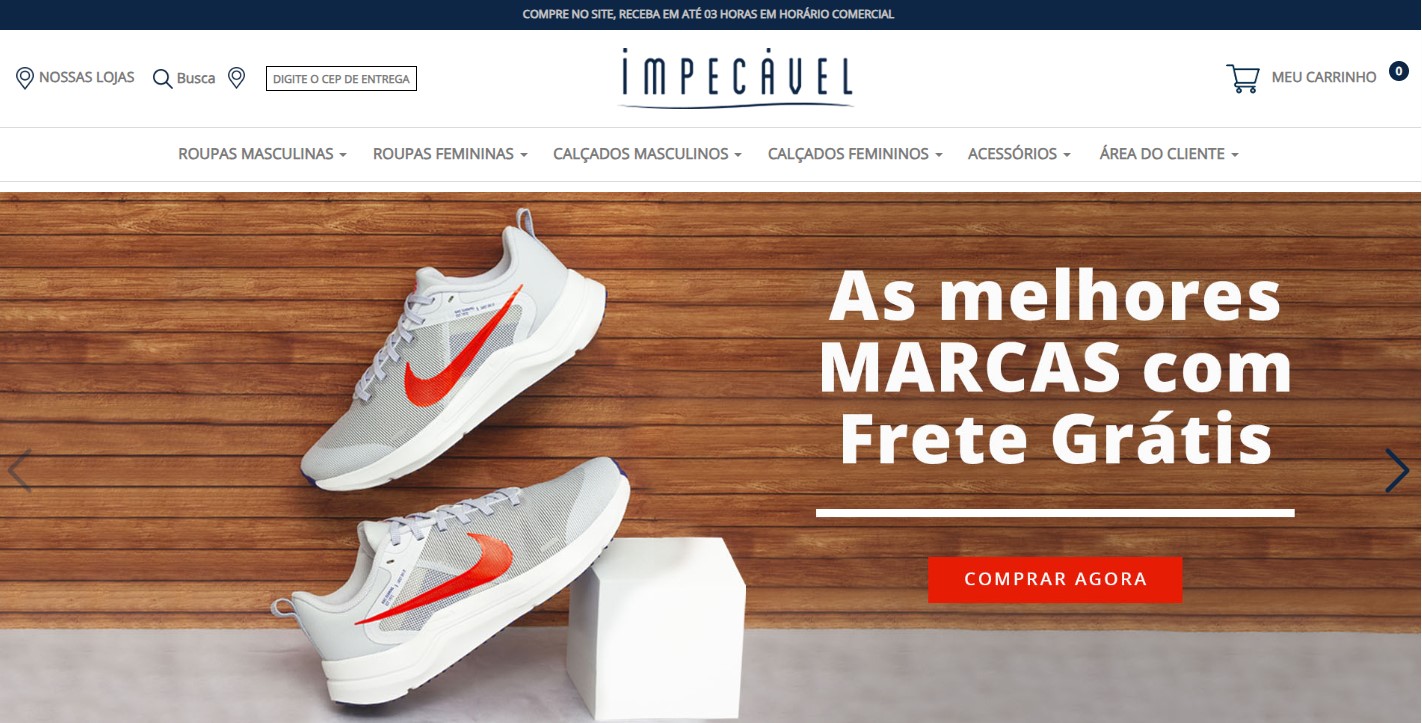 COMPRE NO SITE, RECEBA EM ATÉ 03 HORAS EM HORÁRIO COMERCIAL
NOSSAS LOJAS
Busca
DIGITE O CEP DE ENTREGA
IMPECÁVEL
MEU CARRINHO
0
ROUPAS MASCULINAS
ROUPAS FEMININAS
CALÇADOS MASCULINOS
CALÇADOS FEMININOS
ACESSÓRIOS
ÁREA DO CLIENTE
As melhores
MARCAS com
Frete Grátis
COMPRAR AGORA